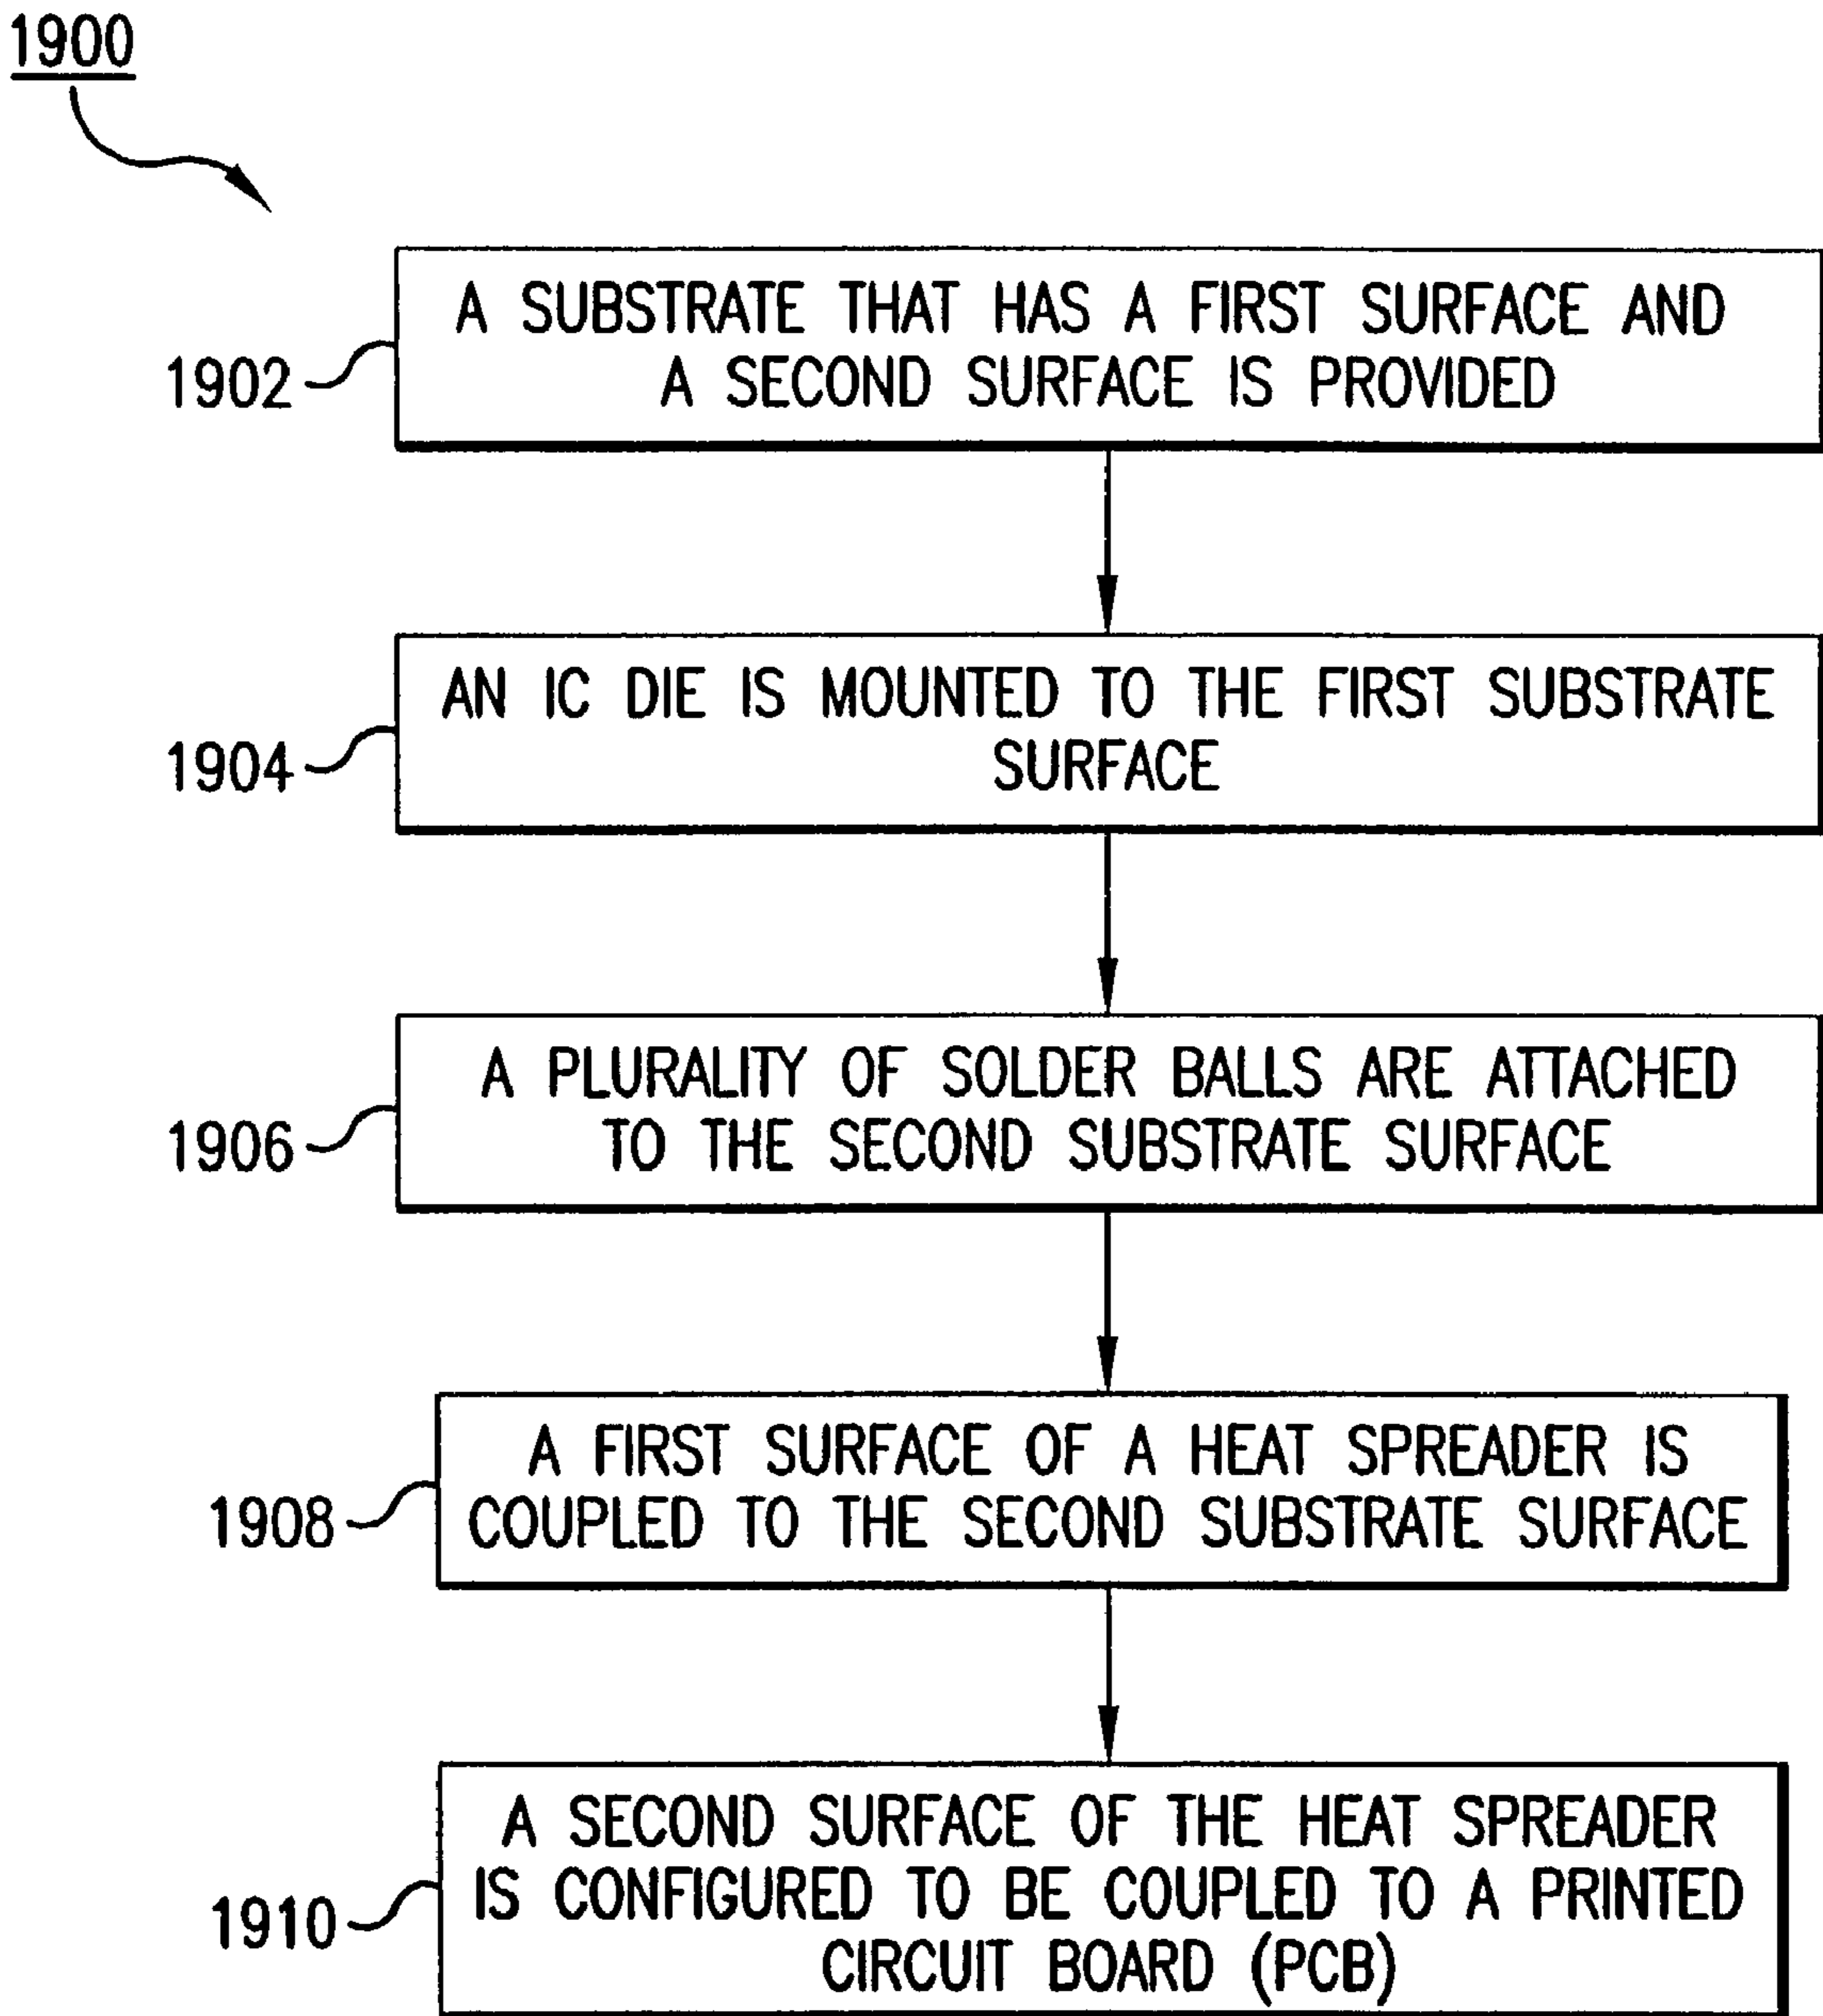 1900
A SUBSTRATE THAT HAS A FIRST SURFACE AND
A SECOND SURFACE IS PROVIDED
1902
AN IC DIE IS MOUNTED TO THE FIRST SUBSTRATE
SURFACE
1904
A PLURALITY OF SOLDER BALLS ARE ATTACHED
TO THE SECOND SUBSTRATE SURFACE
1906
A FIRST SURFACE OF A HEAT SPREADER IS
COUPLED TO THE SECOND SUBSTRATE SURFACE
1908
A SECOND SURFACE OF THE HEAT SPREADER
IS CONFIGURED TO BE COUPLED TO A PRINTED
CIRCUIT BOARD (PCB)
1910